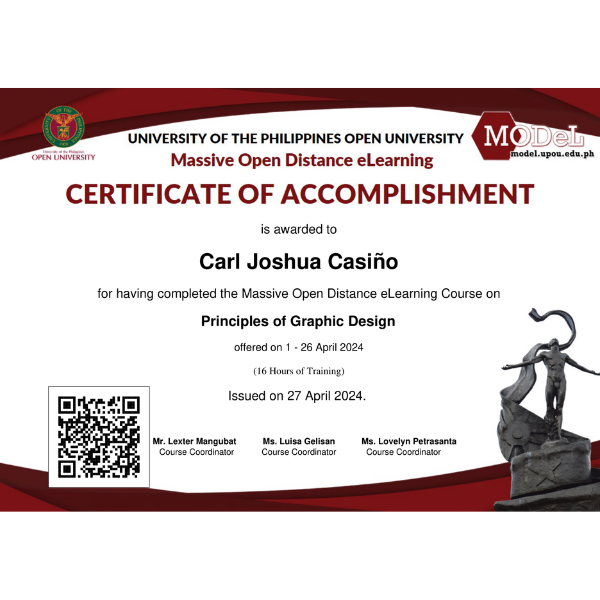 University of the Philippines
OPEN UNIVERSITY
UNIVERSITY OF THE PHILIPPINES OPEN UNIVERSITY
MODeL
model.upou.edu.ph
Massive Open Distance eLearning
CERTIFICATE OF ACCOMPLISHMENT
is awarded to
Carl Joshua Casiño
for having completed the Massive Open Distance eLearning Course on
Principles of Graphic Design
offered on 1 - 26 April 2024
(16 Hours of Training)
Issued on 27 April 2024.
Mr. Lexter Mangubat
Course Coordinator
Ms. Luisa Gelisan
Course Coordinator
Ms. Lovelyn Petrasanta
Course Coordinator